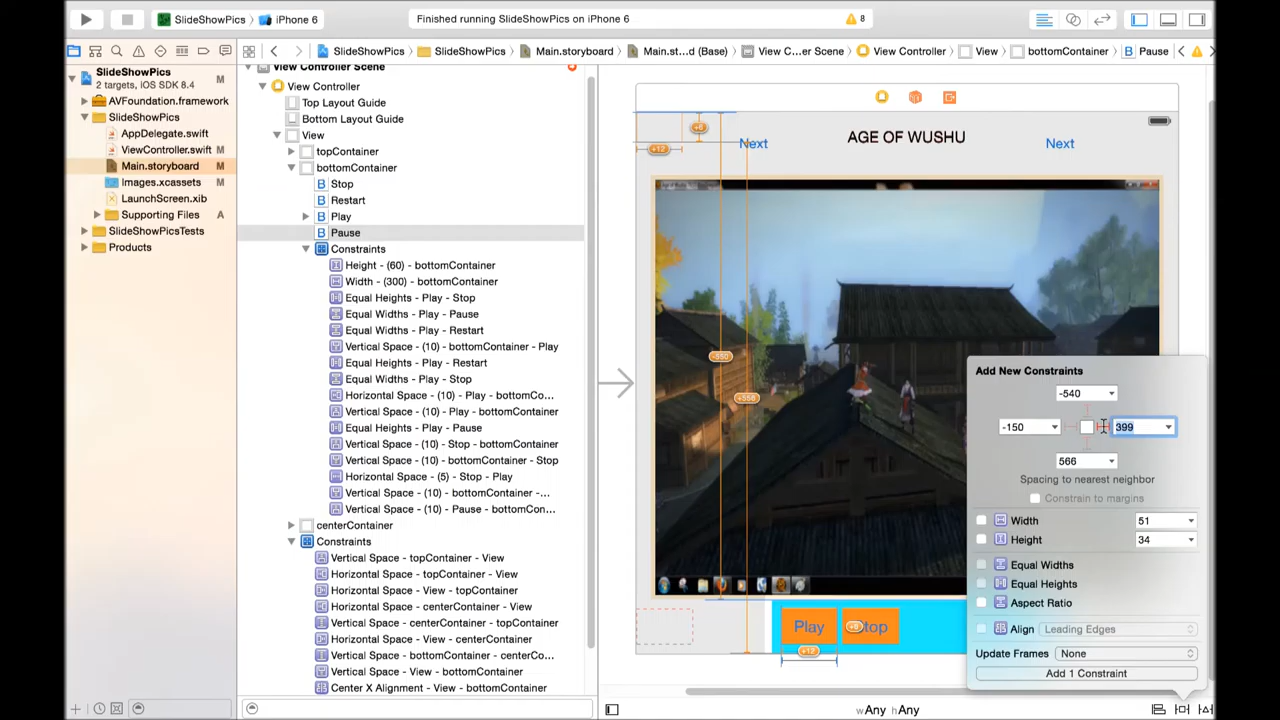 SlideShowPics
iPhone 6
Finished running SlideShowPics on iPhone 6
8
SlideShowPics
SlideShowPics
Main.storyboard
Main.st...d (Base)
View C...er Scene
View Controller
View
bottomContainer
B Pause
SlideShowPics M
2 targets, iOS SDK 8.4
AVFoundation.framework
SlideShowPics
AppDelegate.swift
ViewController.swift M
Main.storyboard M
Images.xcassets M
LaunchScreen.xib
Supporting Files A
SlideShowPicsTests
Products
View Controller Scene
View Controller
Top Layout Guide
Bottom Layout Guide
View
topContainer
bottomContainer
B Stop
B Restart
B Play
B Pause
Constraints
Height - (60) - bottomContainer
Width - (300) - bottomContainer
Equal Heights - Play - Stop
Equal Widths - Play - Pause
Equal Widths - Play - Restart
Vertical Space - (10) - bottomContainer - Play
Equal Heights - Play - Restart
Equal Widths - Play - Stop
Horizontal Space - (10) - Play - bottomContainer
Vertical Space - (10) - Play - bottomContainer
Equal Heights - Play - Pause
Vertical Space - (10) - Stop - bottomContainer
Vertical Space - (10) - bottomContainer - Stop
Horizontal Space - (5) - Stop - Play
Vertical Space - (10) - bottomContainer -...
Vertical Space - (10) - Pause - bottomCon...
centerContainer
Constraints
Vertical Space - topContainer - View
Horizontal Space - topContainer - View
Horizontal Space - View - topContainer
Horizontal Space - centerContainer - View
Vertical Space - centerContainer - topContainer
Horizontal Space - View - centerContainer
Vertical Space - bottomContainer - centerCo...
Vertical Space - View - bottomContainer
Center X Alignment - View - bottomContainer
Next
AGE OF WUSHU
Next
Play
top
wAny hAny
Add New Constraints
-540
-150
399
566
Spacing to nearest neighbor
Constrain to margins
Width 51
Height 34
Equal Widths
Equal Heights
Aspect Ratio
Align Leading Edges
Update Frames None
Add 1 Constraint